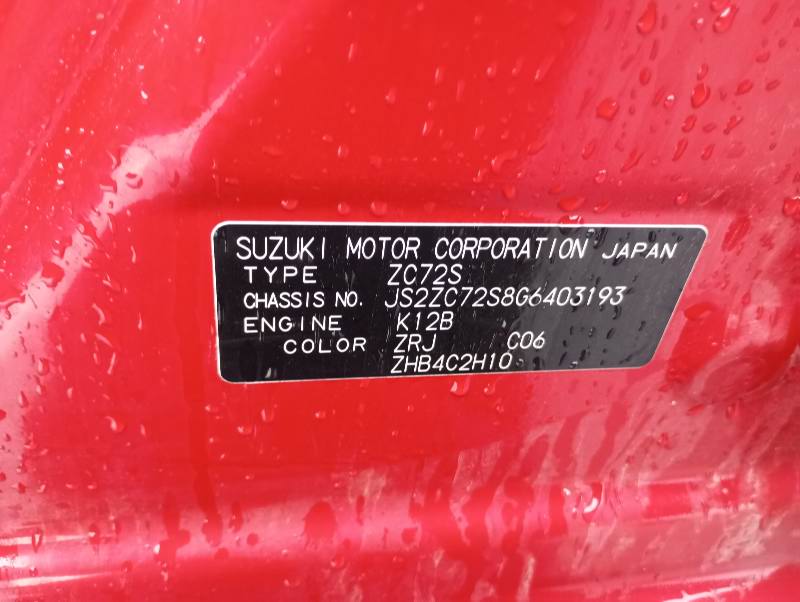 SUZUKI MOTOR CORPORATION JAPAN
TYPE ZC72S
CHASSIS NO. JS2ZC72S8G6403193
ENGINE K12B
COLOR ZRJ C06
ZHB4C2H10